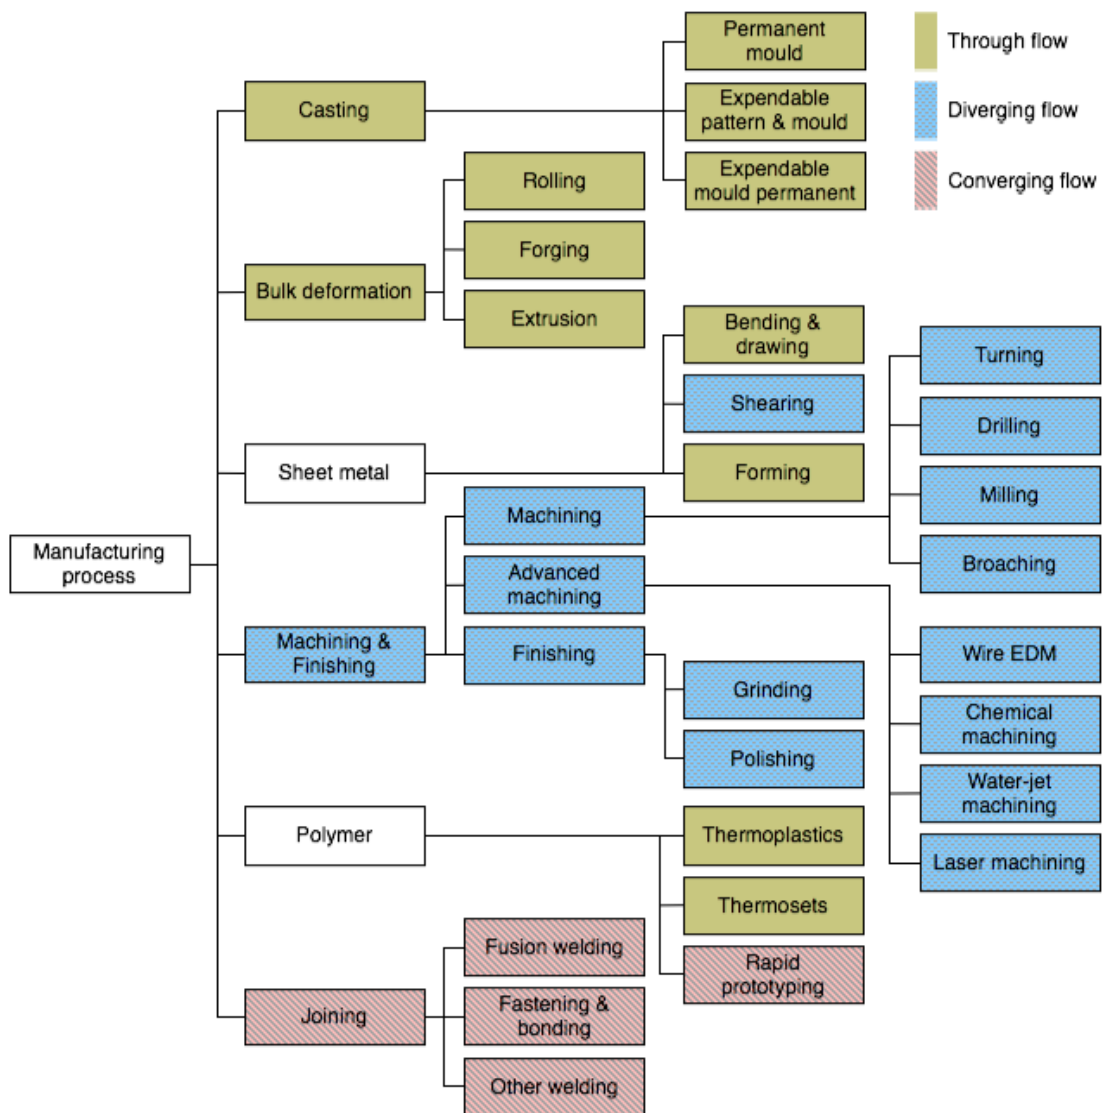 Permanent
mould
Through flow
Casting
Expendable
pattern & mould
Diverging flow
Expendable
mould permanent
Converging flow
Rolling
Forging
Bulk deformation
Extrusion
Bending &
drawing
Turning
Shearing
Drilling
Sheet metal
Forming
Machining
Milling
Manufacturing
process
Advanced
machining
Broaching
Machining &
Finishing
Finishing
Wire EDM
Grinding
Chemical
machining
Polishing
Water-jet
machining
Polymer
Thermoplastics
Laser machining
Thermosets
Fusion welding
Rapid
prototyping
Joining
Fastening &
bonding
Other welding